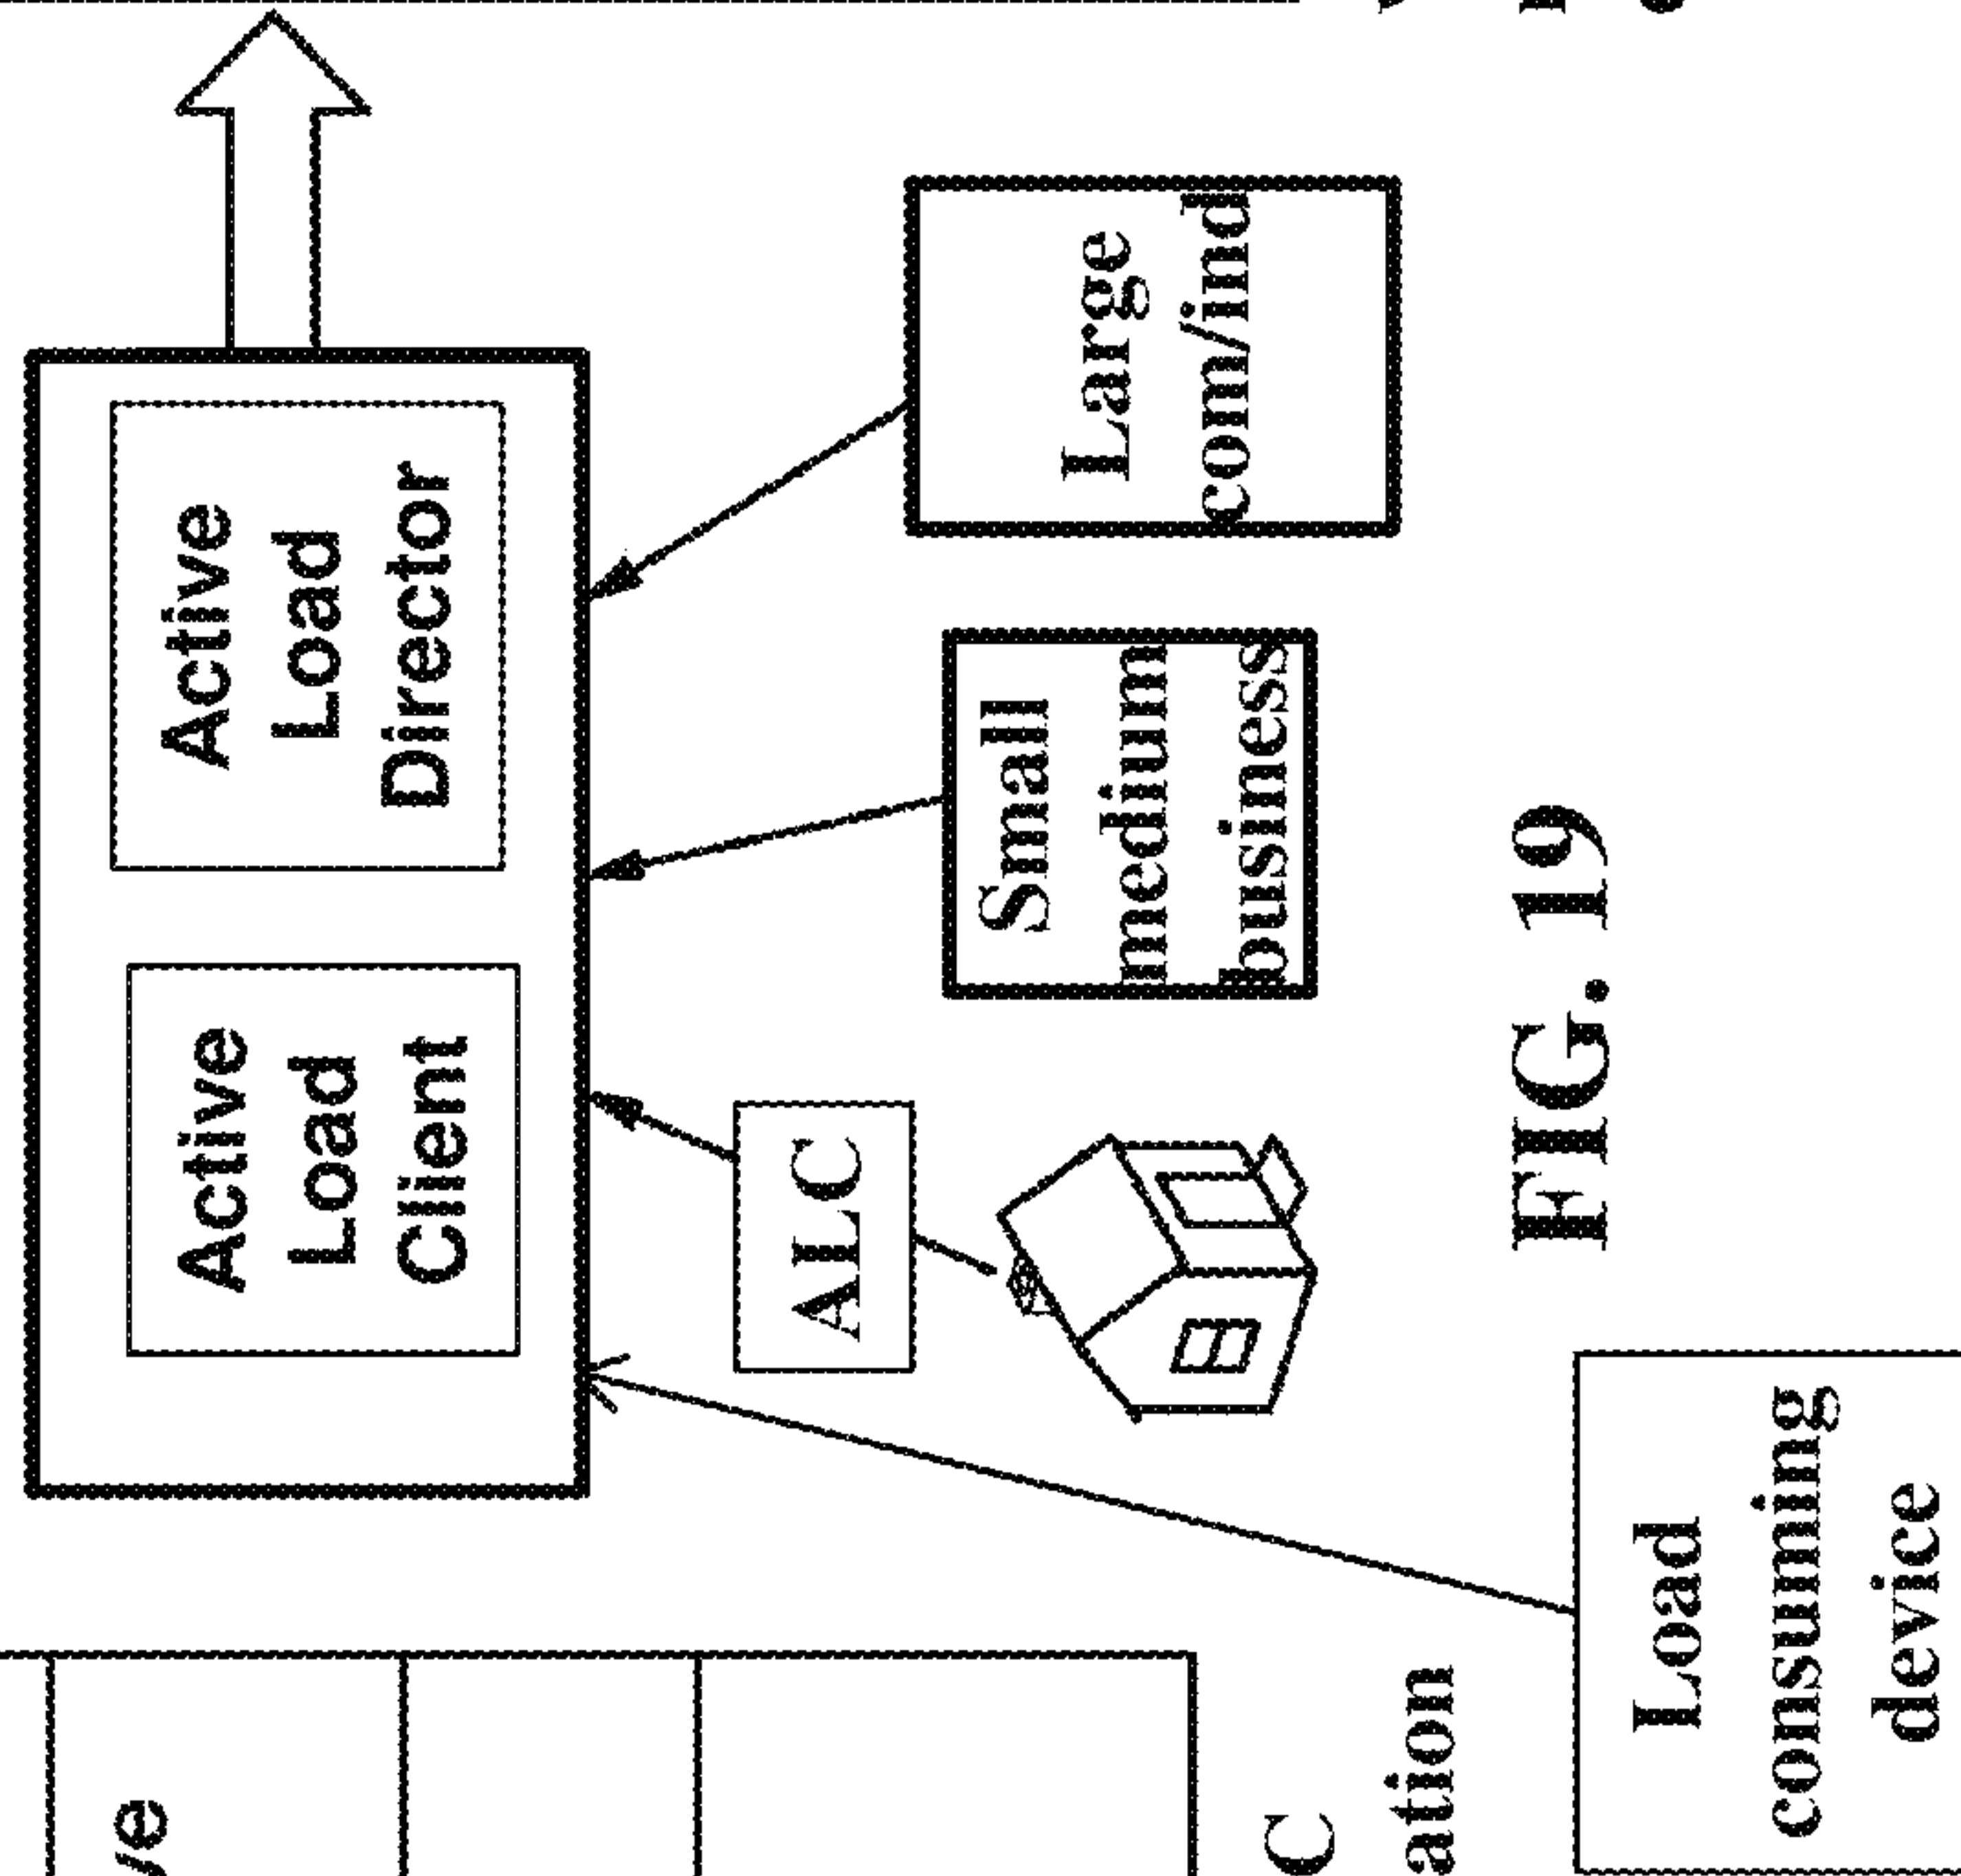 Active
Load
Client
Active
Load
Director
ALC
Small
medium
business
Large
com/ind
Load
consuming
device
FIG. 19
ve
C
ation